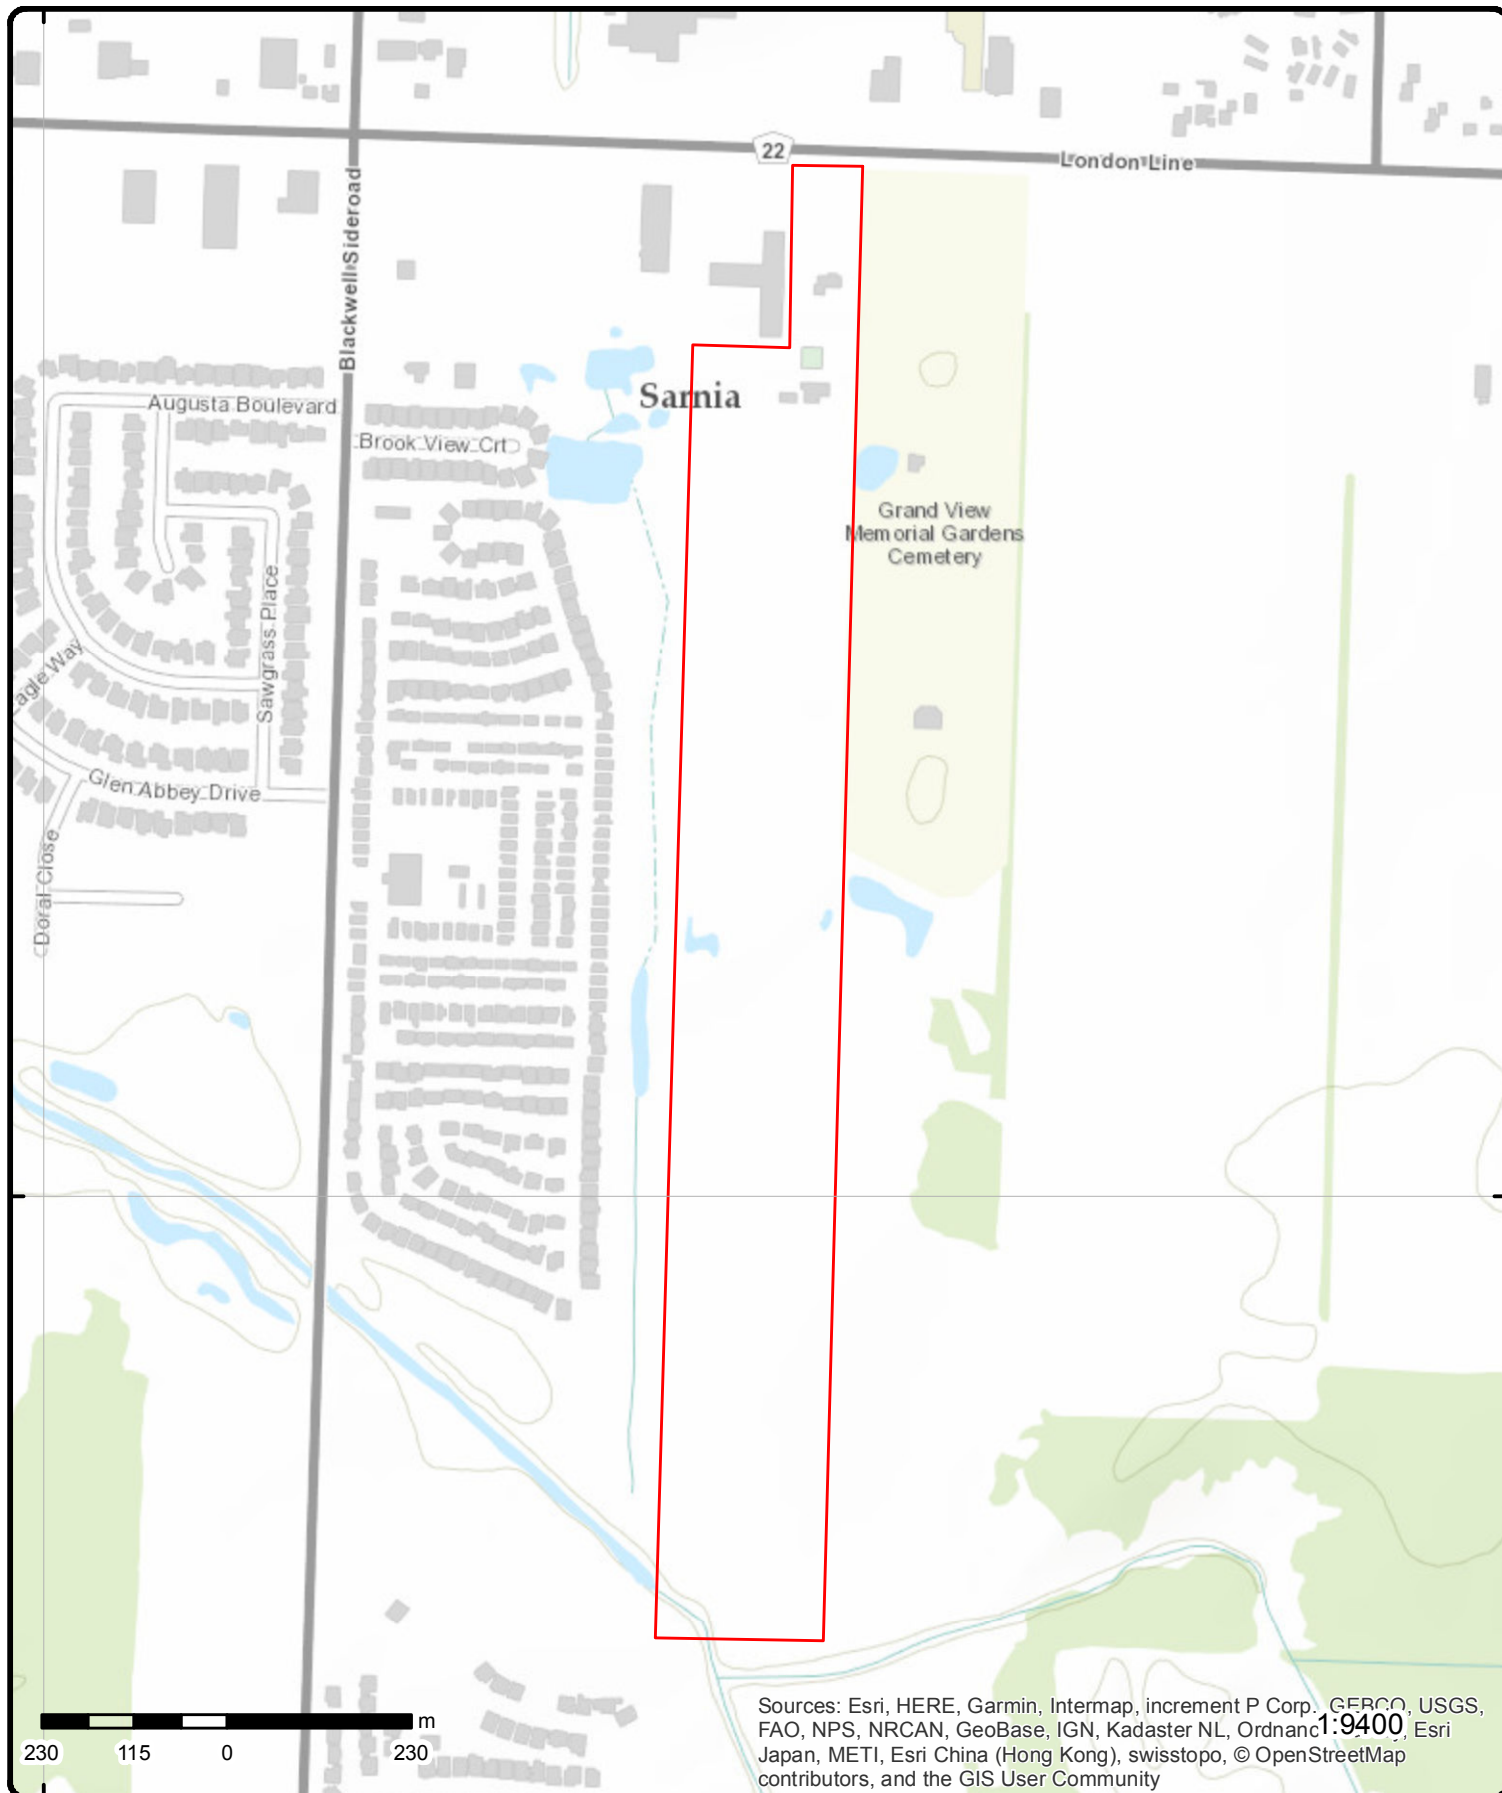 22
London Line
Blackwell Sideroad
Sarnia
Augusta Boulevard
Brook View Crt
Grand View
Memorial Gardens
Cemetery
Sawgrass Place
agle Way
Glen Abbey Drive
Doral Close
m
230 115 0 230
Sources: Esri, HERE, Garmin, Intermap, increment P Corp., GEBCO, USGS,
FAO, NPS, NRCAN, GeoBase, IGN, Kadaster NL, Ordnanc 1:9400 y, Esri
Japan, METI, Esri China (Hong Kong), swisstopo, © OpenStreetMap
contributors, and the GIS User Community